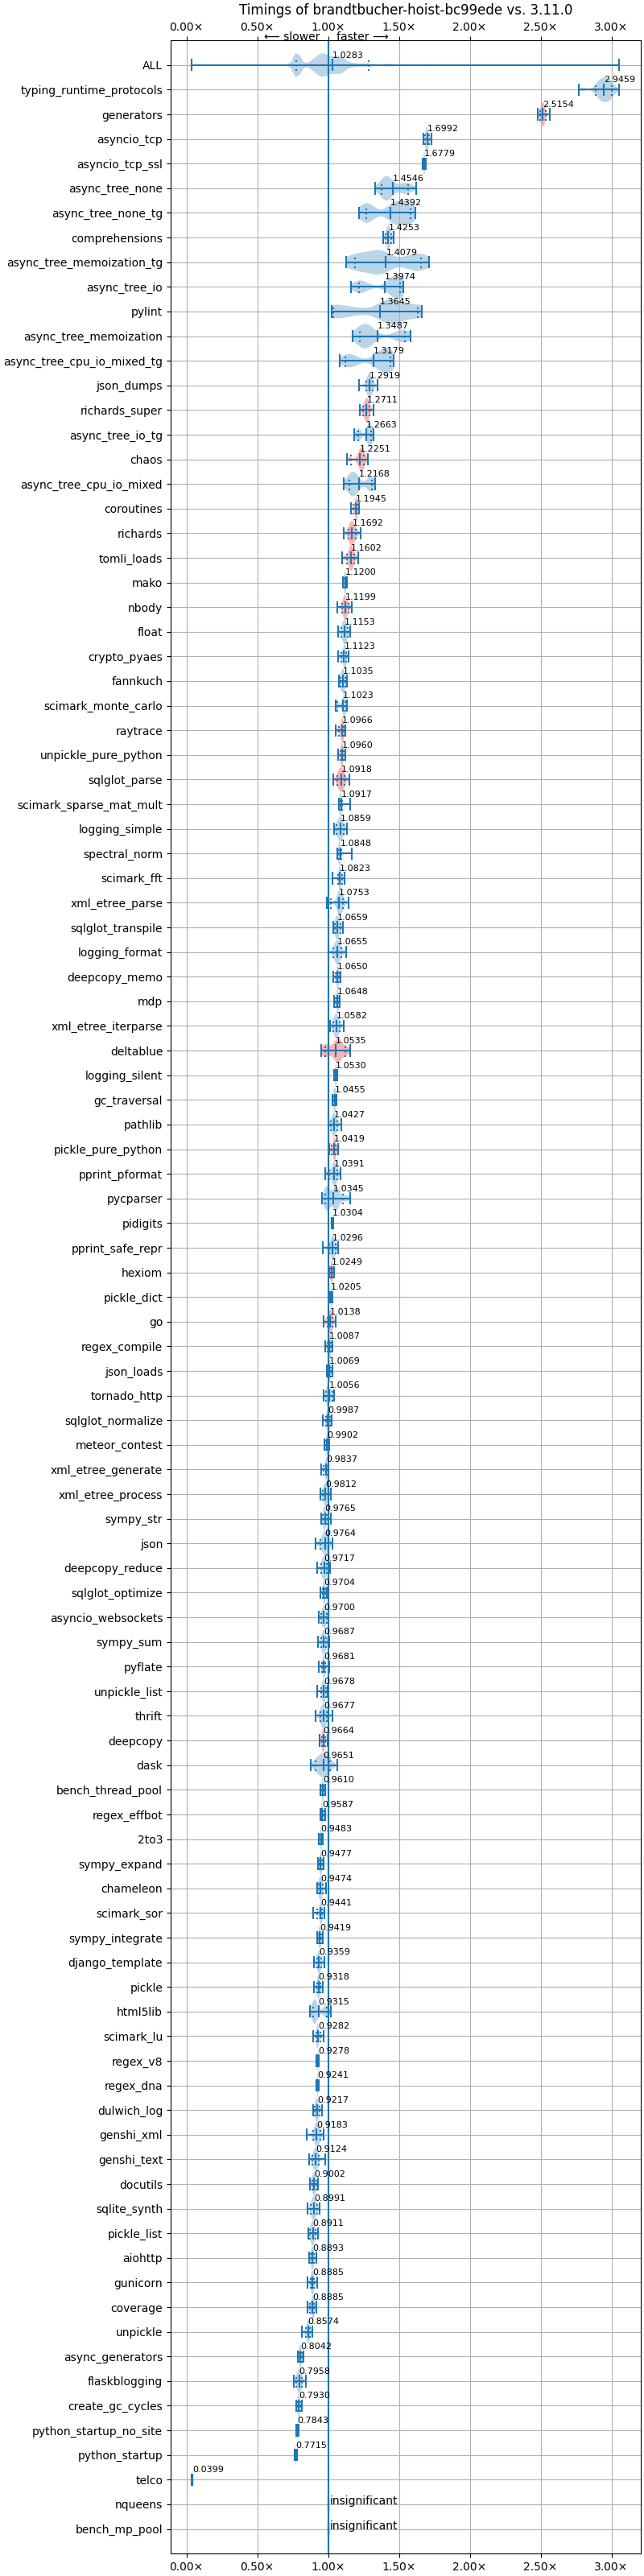 Timings of brandtbucher-hoist-bc99ede vs. 3.11.0
0.00× 0.50× 1.00× 1.50× 2.00× 2.50× 3.00×
⟵ slower faster ⟶
ALL 1.0283
typing_runtime_protocols 2.9459
generators 2.5154
asyncio_tcp 1.6992
asyncio_tcp_ssl 1.6779
async_tree_none 1.4546
async_tree_none_tg 1.4392
comprehensions 1.4253
async_tree_memoization_tg 1.4079
async_tree_io 1.3974
pylint 1.3645
async_tree_memoization 1.3487
async_tree_cpu_io_mixed_tg 1.3179
json_dumps 1.2919
richards_super 1.2711
async_tree_io_tg 1.2663
chaos 1.2251
async_tree_cpu_io_mixed 1.2168
coroutines 1.1945
richards 1.1692
tomli_loads 1.1602
mako 1.1200
nbody 1.1199
float 1.1153
crypto_pyaes 1.1123
fannkuch 1.1035
scimark_monte_carlo 1.1023
raytrace 1.0966
unpickle_pure_python 1.0960
sqlglot_parse 1.0918
scimark_sparse_mat_mult 1.0917
logging_simple 1.0859
spectral_norm 1.0848
scimark_fft 1.0823
xml_etree_parse 1.0753
sqlglot_transpile 1.0659
logging_format 1.0655
deepcopy_memo 1.0650
mdp 1.0648
xml_etree_iterparse 1.0582
deltablue 1.0535
logging_silent 1.0530
gc_traversal 1.0455
pathlib 1.0427
pickle_pure_python 1.0419
pprint_pformat 1.0391
pycparser 1.0345
pidigits 1.0304
pprint_safe_repr 1.0296
hexiom 1.0249
pickle_dict 1.0205
go 1.0138
regex_compile 1.0087
json_loads 1.0069
tornado_http 1.0056
sqlglot_normalize 0.9987
meteor_contest 0.9902
xml_etree_generate 0.9837
xml_etree_process 0.9812
sympy_str 0.9765
json 0.9764
deepcopy_reduce 0.9717
sqlglot_optimize 0.9704
asyncio_websockets 0.9700
sympy_sum 0.9687
pyflate 0.9681
unpickle_list 0.9678
thrift 0.9677
deepcopy 0.9664
dask 0.9651
bench_thread_pool 0.9610
regex_effbot 0.9587
2to3 0.9483
sympy_expand 0.9477
chameleon 0.9474
scimark_sor 0.9441
sympy_integrate 0.9419
django_template 0.9359
pickle 0.9318
html5lib 0.9315
scimark_lu 0.9282
regex_v8 0.9278
regex_dna 0.9241
dulwich_log 0.9217
genshi_xml 0.9183
genshi_text 0.9124
docutils 0.9002
sqlite_synth 0.8991
pickle_list 0.8911
aiohttp 0.8893
gunicorn 0.8885
coverage 0.8885
unpickle 0.8574
async_generators 0.8042
flaskblogging 0.7958
create_gc_cycles 0.7930
python_startup_no_site 0.7843
python_startup 0.7715
telco 0.0399
nqueens insignificant
bench_mp_pool insignificant
0.00× 0.50× 1.00× 1.50× 2.00× 2.50× 3.00×